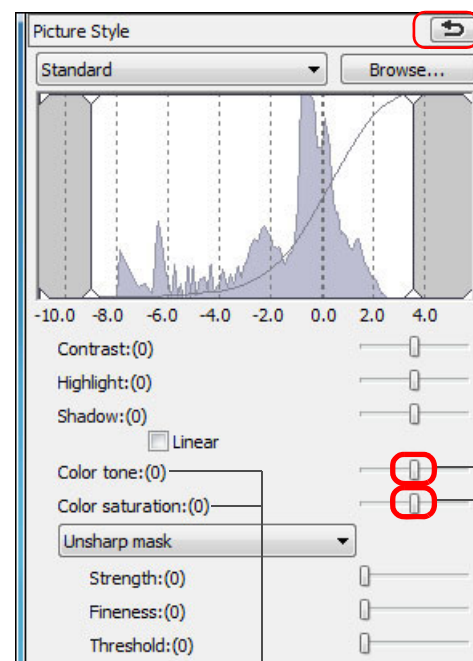 Picture Style
Standard Browse...
-10.0 -8.0 -6.0 -4.0 -2.0 0.0 2.0 4.0
Contrast:(0)
Highlight:(0)
Shadow:(0)
Linear
Color tone:(0)
Color saturation:(0)
Unsharp mask
Strength:(0)
Fineness:(0)
Threshold:(0)